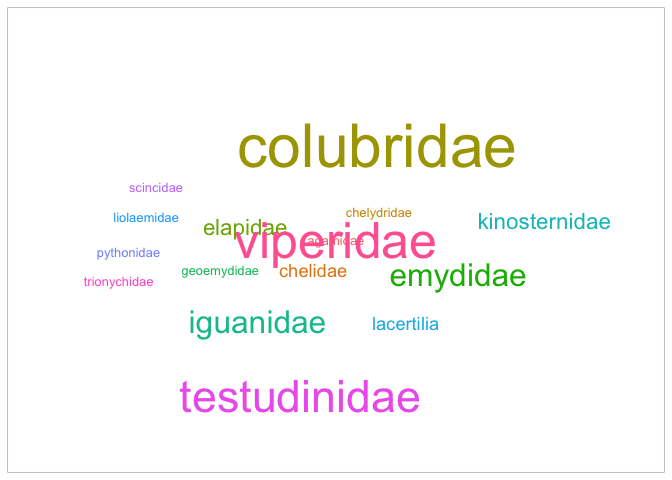 colubridae
scincidae
chelydridae
liolaemidae
kinosternidae
elapidae
viperidae
agamidae
pythonidae
geoemydidae
chelidae
emydidae
trionychidae
iguanidae
lacertilia
testudinidae